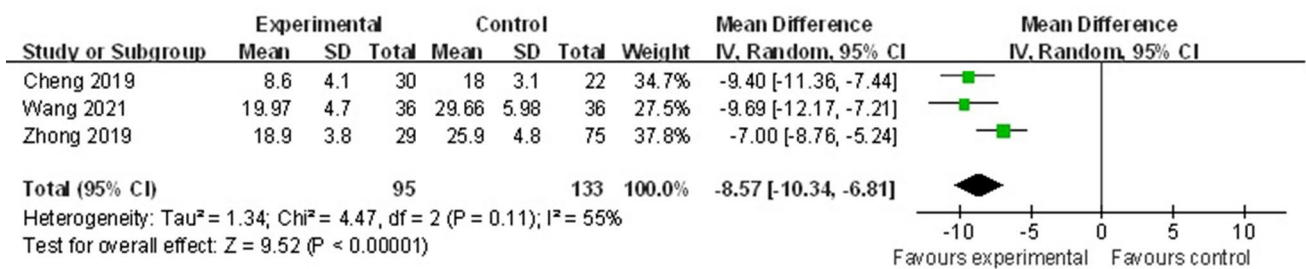 Experimental Control Mean Difference Mean Difference
Study or Subgroup Mean SD Total Mean SD Total Weight IV, Random, 95% CI IV, Random, 95% CI
Cheng 2019 8.6 4.1 30 18 3.1 22 34.7% -9.40 [-11.36, -7.44]
Wang 2021 19.97 4.7 36 29.66 5.98 36 27.5% -9.69 [-12.17, -7.21]
Zhong 2019 18.9 3.8 29 25.9 4.8 75 37.8% -7.00 [-8.76, -5.24]
Total (95% CI) 95 133 100.0% -8.57 [-10.34, -6.81]
Heterogeneity: Tau² = 1.34; Chi² = 4.47, df = 2 (P = 0.11); I² = 55%
Test for overall effect: Z = 9.52 (P < 0.00001)
-10 -5 0 5 10
Favours experimental Favours control